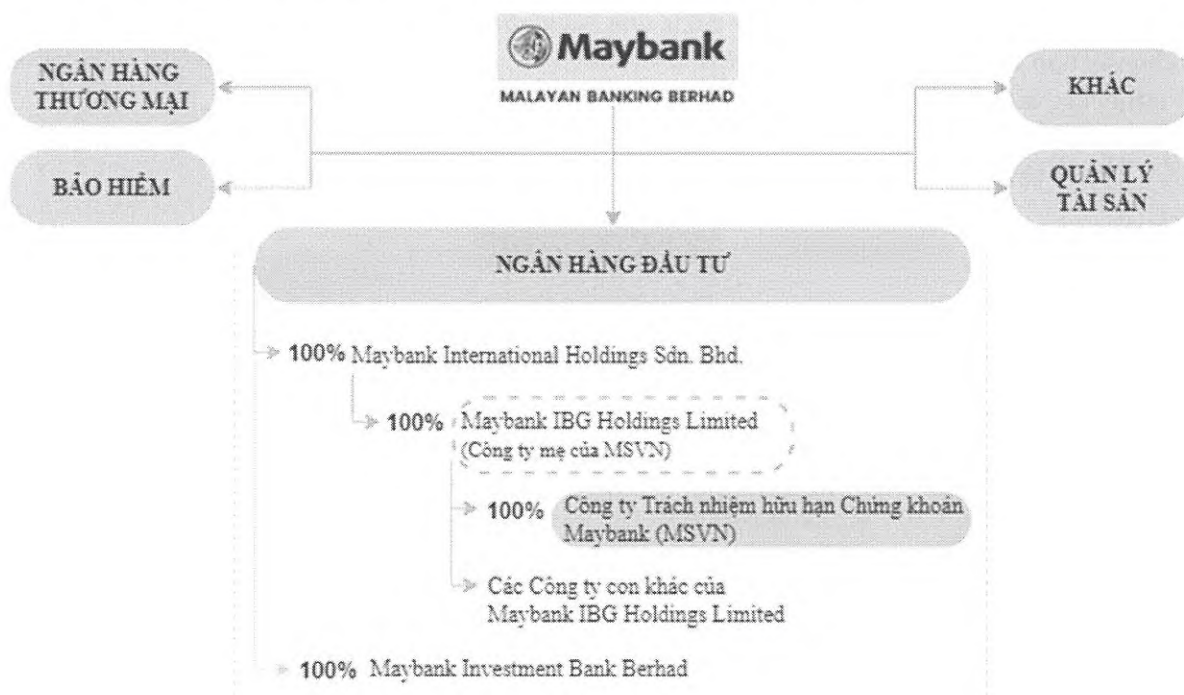 Maybank
MALAYAN BANKING BERHAD
NGÂN HÀNG
THƯƠNG MẠI
KHÁC
BẢO HIỂM
QUẢN LÝ
TÀI SẢN
NGÂN HÀNG ĐẦU TƯ
100% Maybank International Holdings Sdn. Bhd.
100% Maybank IBG Holdings Limited
(Công ty mẹ của MSVN)
100% Công ty Trách nhiệm hữu hạn Chứng khoán
Maybank (MSVN)
Các Công ty con khác của
Maybank IBG Holdings Limited
100% Maybank Investment Bank Berhad